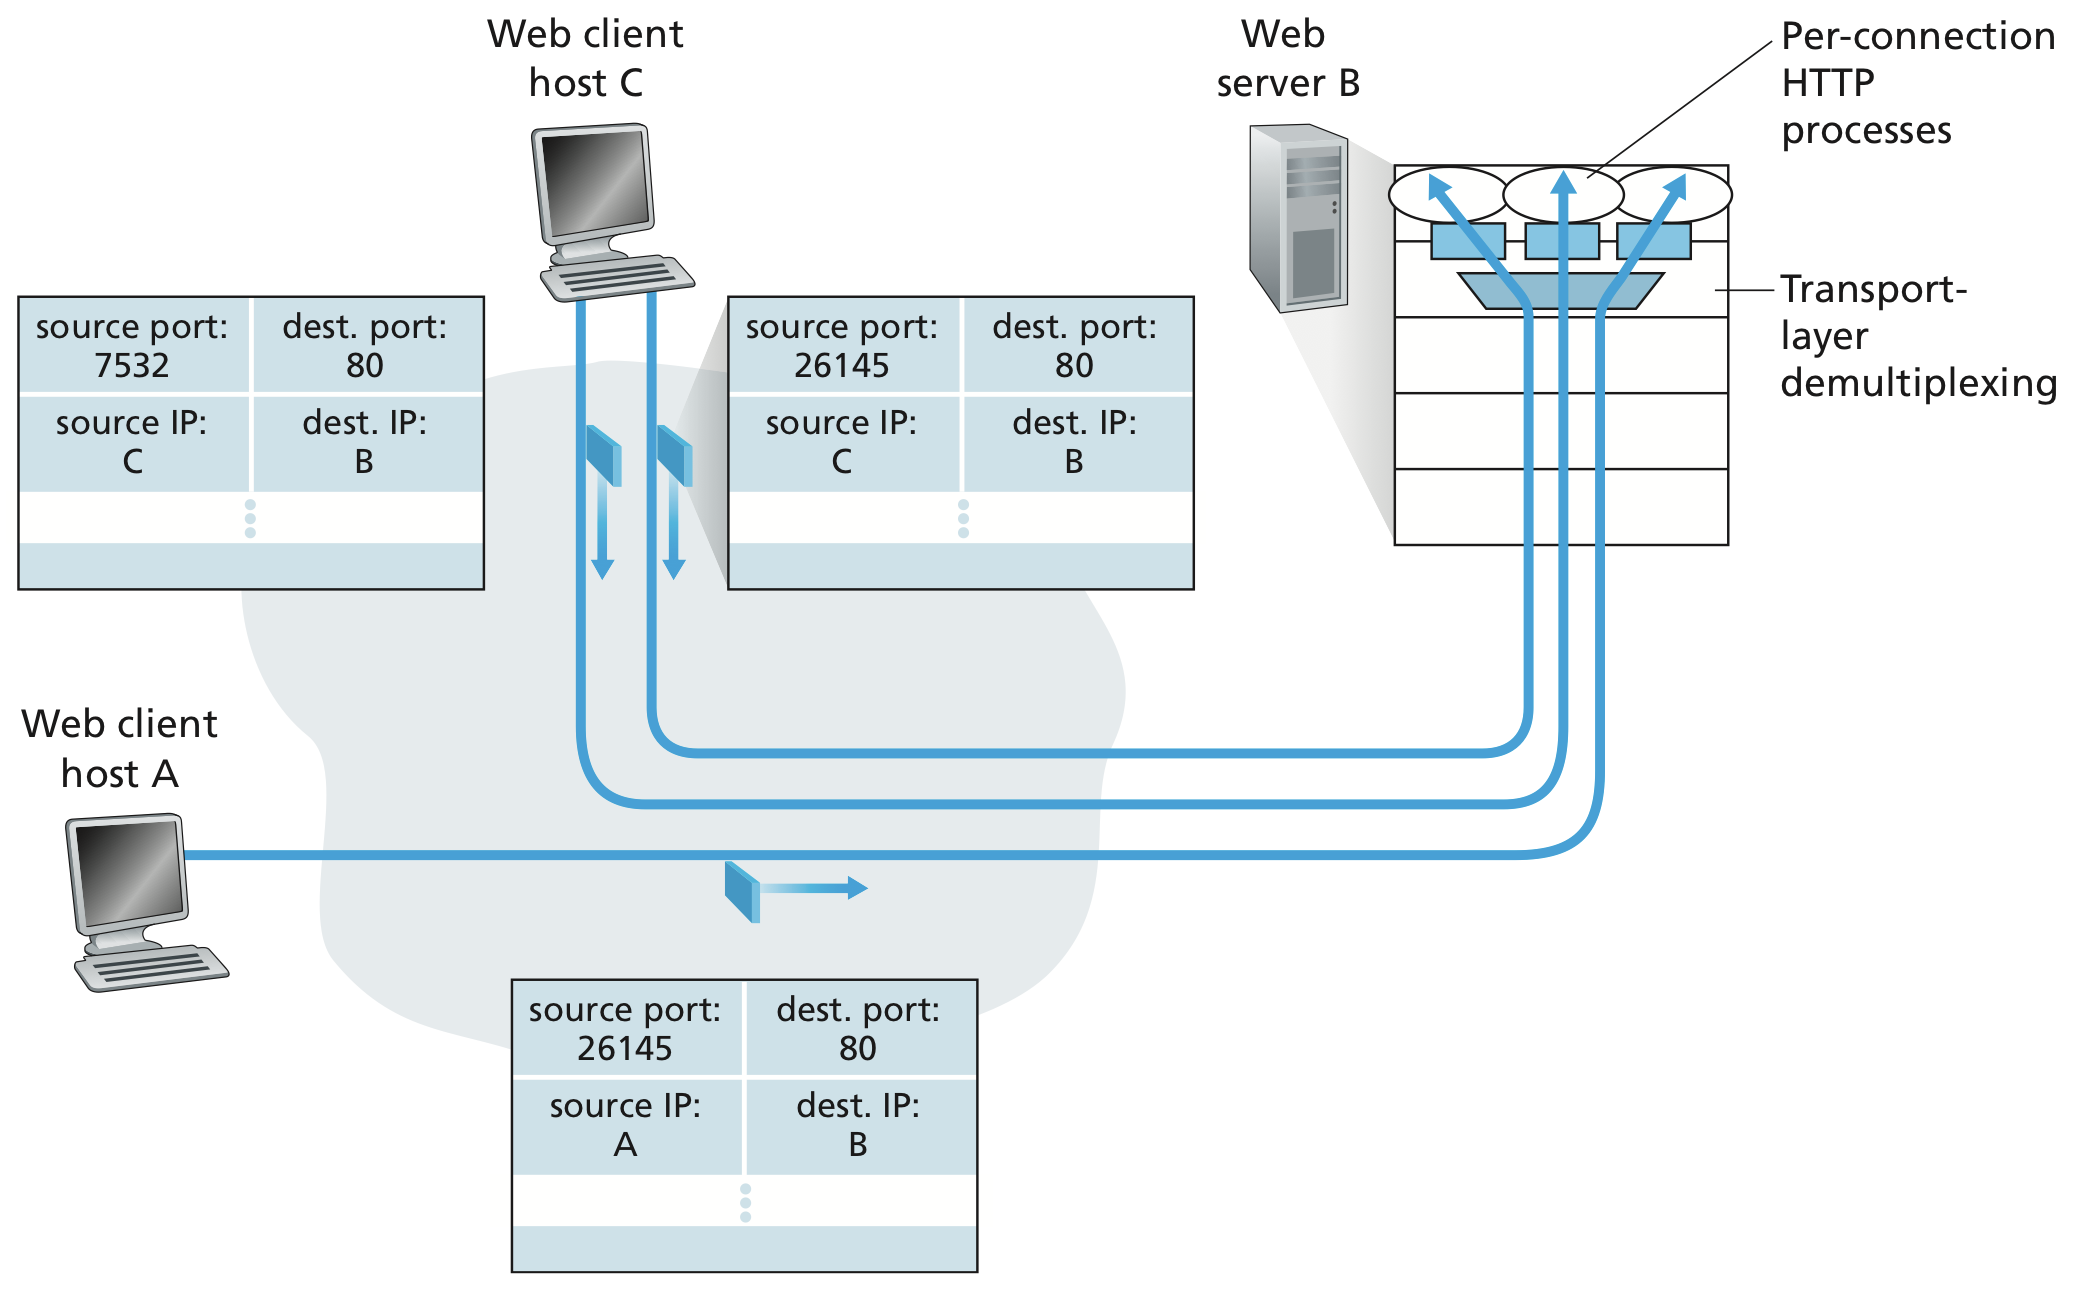 Web client
host C
Web
server B
Per-connection
HTTP
processes
Transport-
layer
demultiplexing
source port:
7532
dest. port:
80
source IP:
C
dest. IP:
B
source port:
26145
dest. port:
80
source IP:
C
dest. IP:
B
Web client
host A
source port:
26145
dest. port:
80
source IP:
A
dest. IP:
B